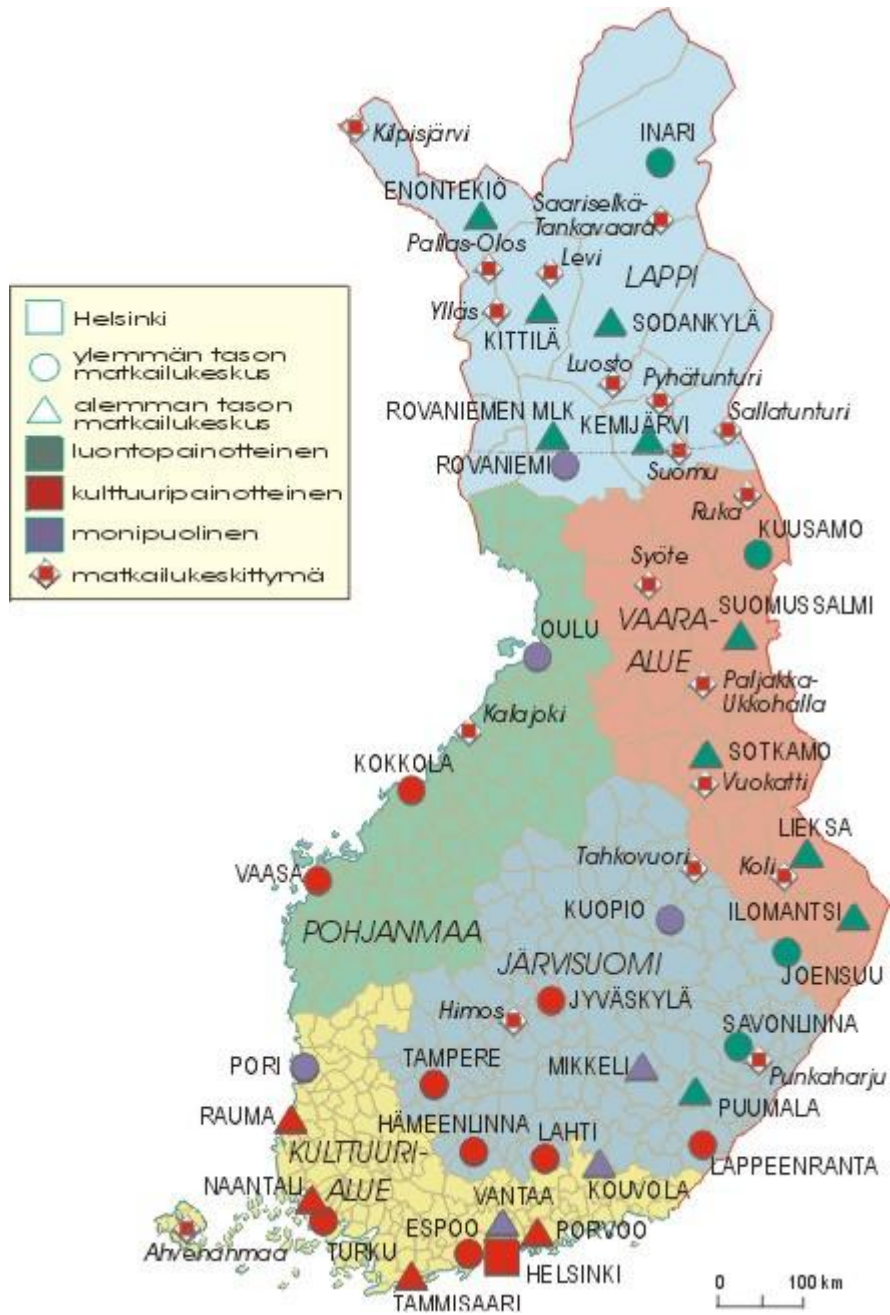 Kilpisjärvi
INARI
ENONTEKIÖ
Saariselkä-
Tankavaara
Pallas-Olos
Levi
LAPPI
Ylläs
KITTILÄ
SODANKYLÄ
Luosto
Pyhätunturi
ROVANIEMEN MLK
KEMIJÄRVI
Sallatunturi
ROVANIEMI
Suomu
Helsinki
ylemmän tason
matkailukeskus
alemman tason
matkailukeskus
luontopainotteinen
kulttuuripainotteinen
monipuolinen
matkailukeskittymä
Ruka
KUUSAMO
Syöte
SUOMUSSALMI
VAARA-
ALUE
OULU
Paljakka-
Ukkohalla
Kalajoki
SOTKAMO
KOKKOLA
Vuokatti
LIEKSA
Tahkovuori
Koli
VAASA
KUOPIO
ILOMANTSI
POHJANMAA
JÄRVISUOMI
JOENSUU
JYVÄSKYLÄ
Himos
SAVONLINNA
PORI
TAMPERE
MIKKELI
Punkaharju
RAUMA
PUUMALA
HÄMEENLINNA
LAHTI
KULTTUURI-
ALUE
LAPPEENRANTA
NAANTALI
VANTAA
KOUVOLA
ESPOO
PORVOO
Ahvenanmaa
TURKU
HELSINKI
TAMMISAARI
0 100 km